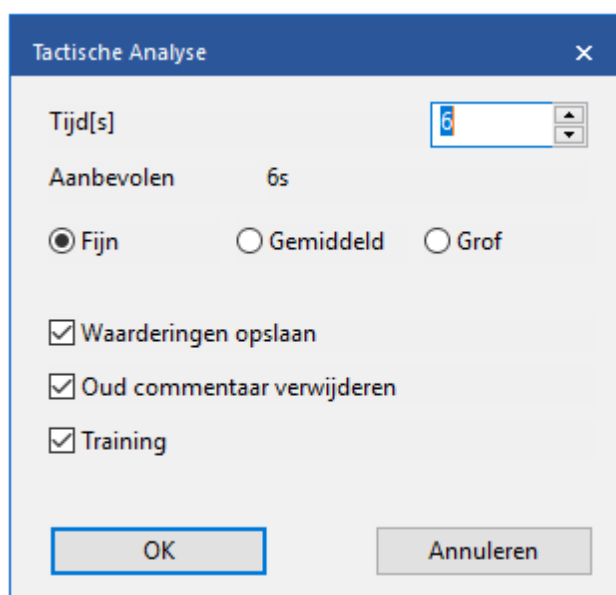 Tactische Analyse
Tijd[s] 6
Aanbevolen 6s
Fijn Gemiddeld Grof
Waarderingen opslaan
Oud commentaar verwijderen
Training
OK Annuleren